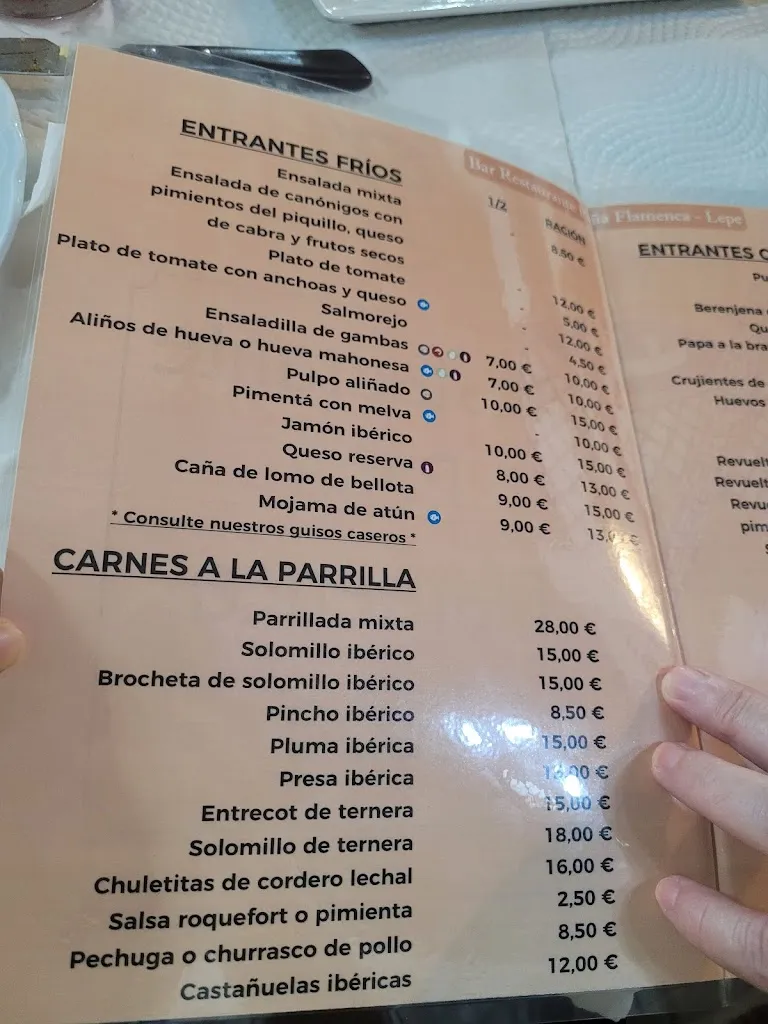 Bar Restaurante
ENTRANTES FRÍOS
1/2 RACIÓN
Ensalada mixta - 8,50 €
Ensalada de canónigos con
pimientos del piquillo, queso
de cabra y frutos secos - 12,00 €
Plato de tomate - 5,00 €
Plato de tomate con anchoas y queso - 12,00 €
Salmorejo - 4,50 €
Ensaladilla de gambas 7,00 € 10,00 €
Aliños de hueva o hueva mahonesa 7,00 € 10,00 €
Pulpo aliñado 10,00 € 15,00 €
Pimentá con melva - 10,00 €
Jamón ibérico 10,00 € 15,00 €
Queso reserva 8,00 € 13,00 €
Caña de lomo de bellota 9,00 € 15,00 €
Mojama de atún 9,00 €
* Consulte nuestros guisos caseros *
CARNES A LA PARRILLA
Parrillada mixta 28,00 €
Solomillo ibérico 15,00 €
Brocheta de solomillo ibérico 15,00 €
Pincho ibérico 8,50 €
Pluma ibérica 15,00 €
Presa ibérica
Entrecot de ternera 15,00 €
Solomillo de ternera 18,00 €
Chuletitas de cordero lechal 16,00 €
Salsa roquefort o pimienta 2,50 €
Pechuga o churrasco de pollo 8,50 €
Castañuelas ibéricas 12,00 €
Flamenca - Lepe
ENTRANTES C
Pu
Berenjena
Qu
Papa a la bra
Crujientes de
Huevos
Revuelt
Revuelt
Revu
pim